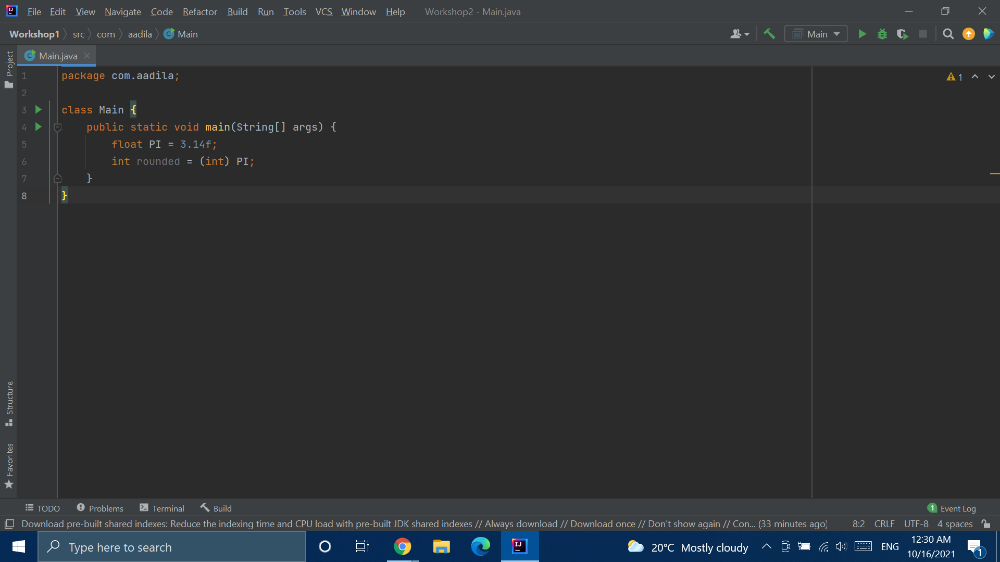 File Edit View Navigate Code Refactor Build Run Tools VCS Window Help Workshop2 - Main.java
Workshop1 src com aadila Main Main
Main.java
Project
1 package com.aadila;
2
3 class Main {
4 public static void main(String[] args) {
5 float PI = 3.14f;
6 int rounded = (int) PI;
7 }
8 }
1
Structure
Favorites
TODO Problems Terminal Build 1 Event Log
Download pre-built shared indexes: Reduce the indexing time and CPU load with pre-built JDK shared indexes // Always download // Download once // Don't show again // Con... (33 minutes ago) 8:2 CRLF UTF-8 4 spaces
Type here to search 20°C Mostly cloudy ENG 12:30 AM
10/16/2021 1